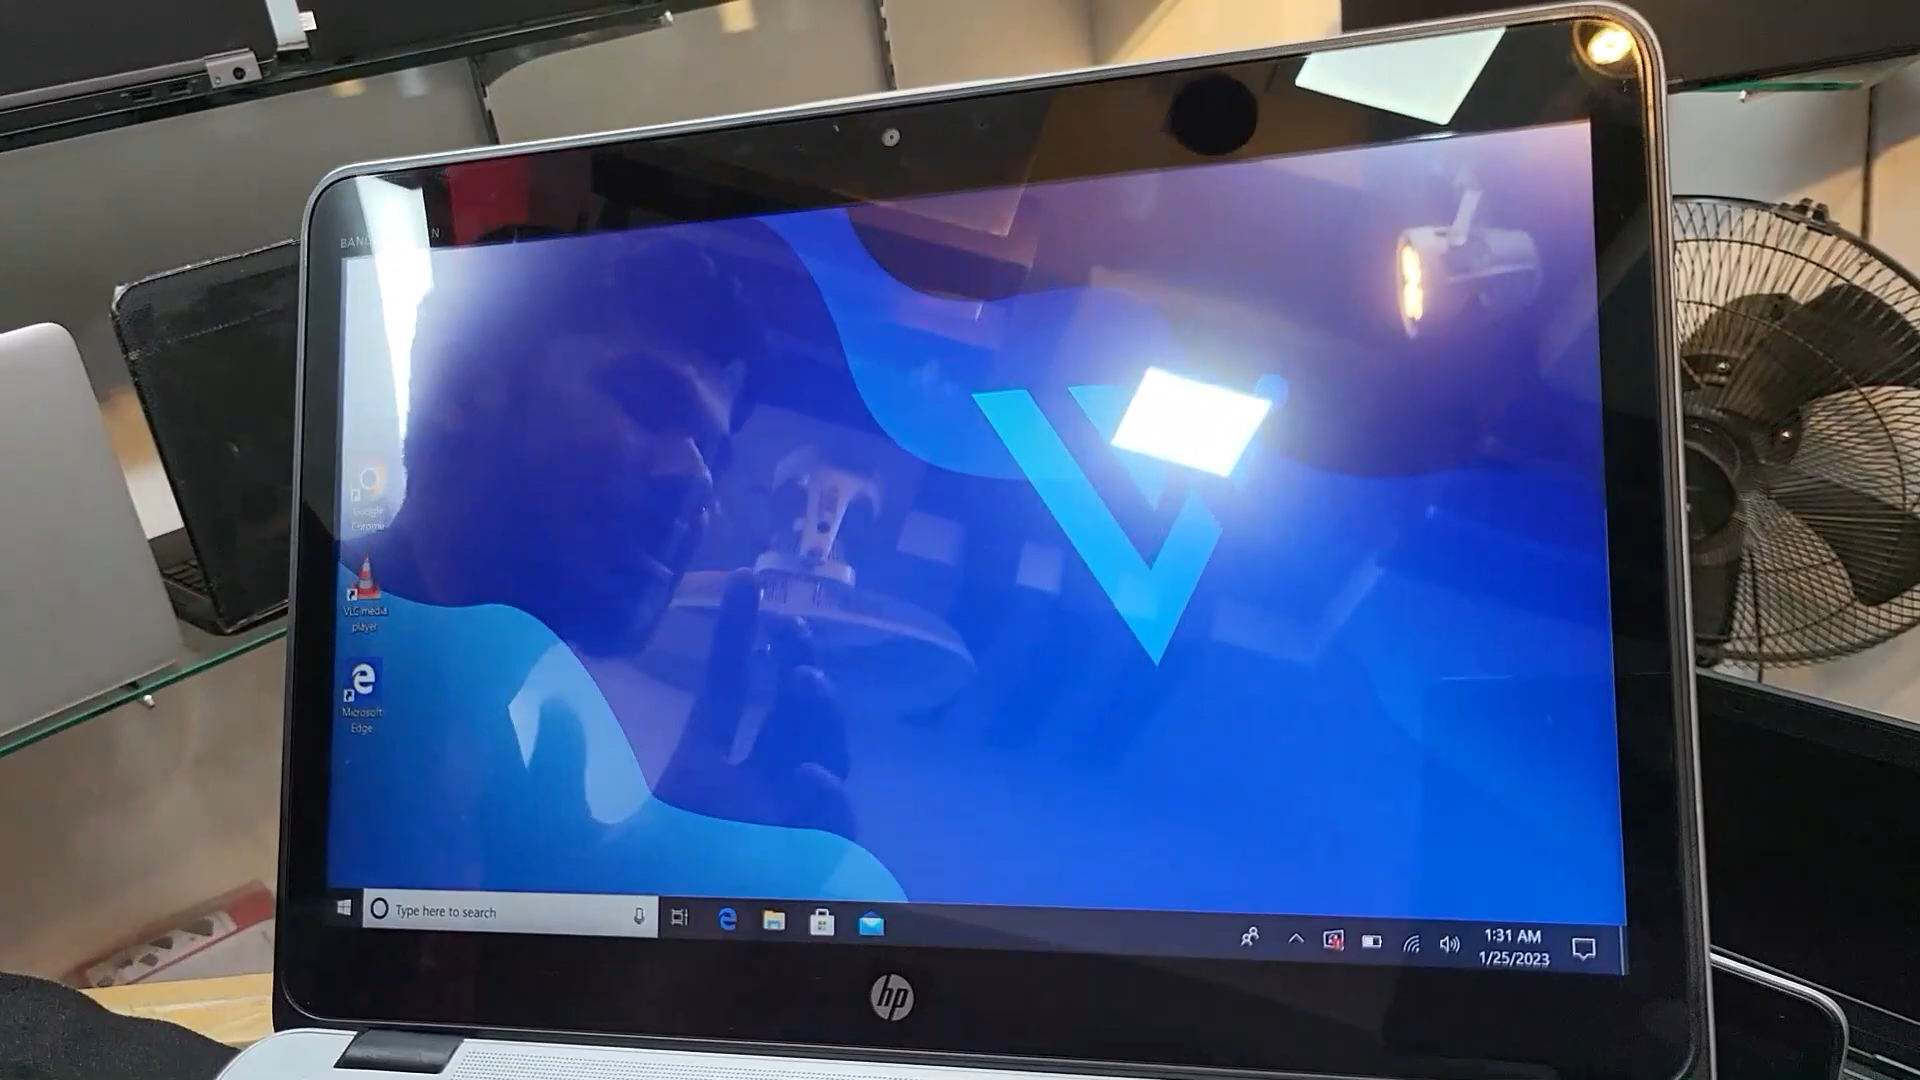 Google
Chrome
VLC media
player
Microsoft
Edge
Type here to search
1:31 AM
1/25/2023
hp